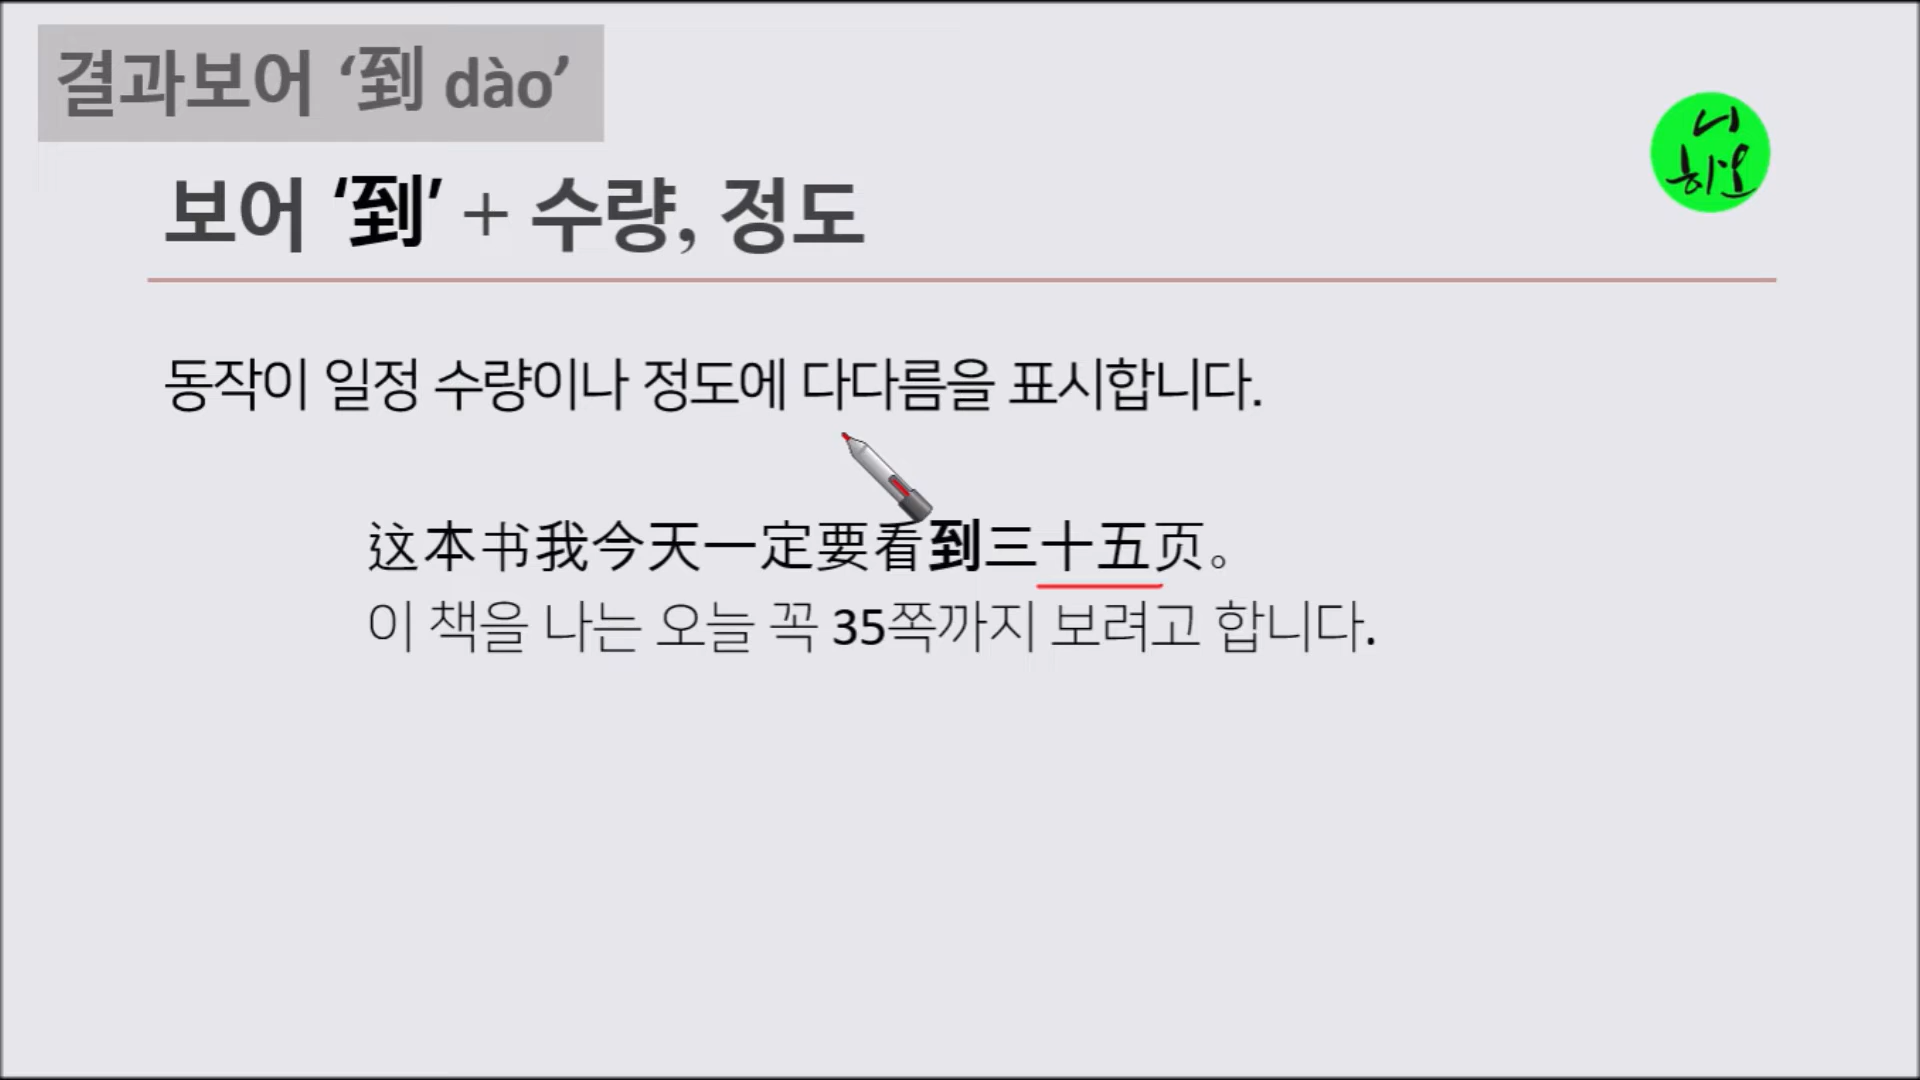 결과보어 ‘到 dào’
니
하오
보어 ‘到’ + 수량, 정도
동작이 일정 수량이나 정도에 다다름을 표시합니다.
这本书我今天一定要看到三十五页。
이 책을 나는 오늘 꼭 35쪽까지 보려고 합니다.